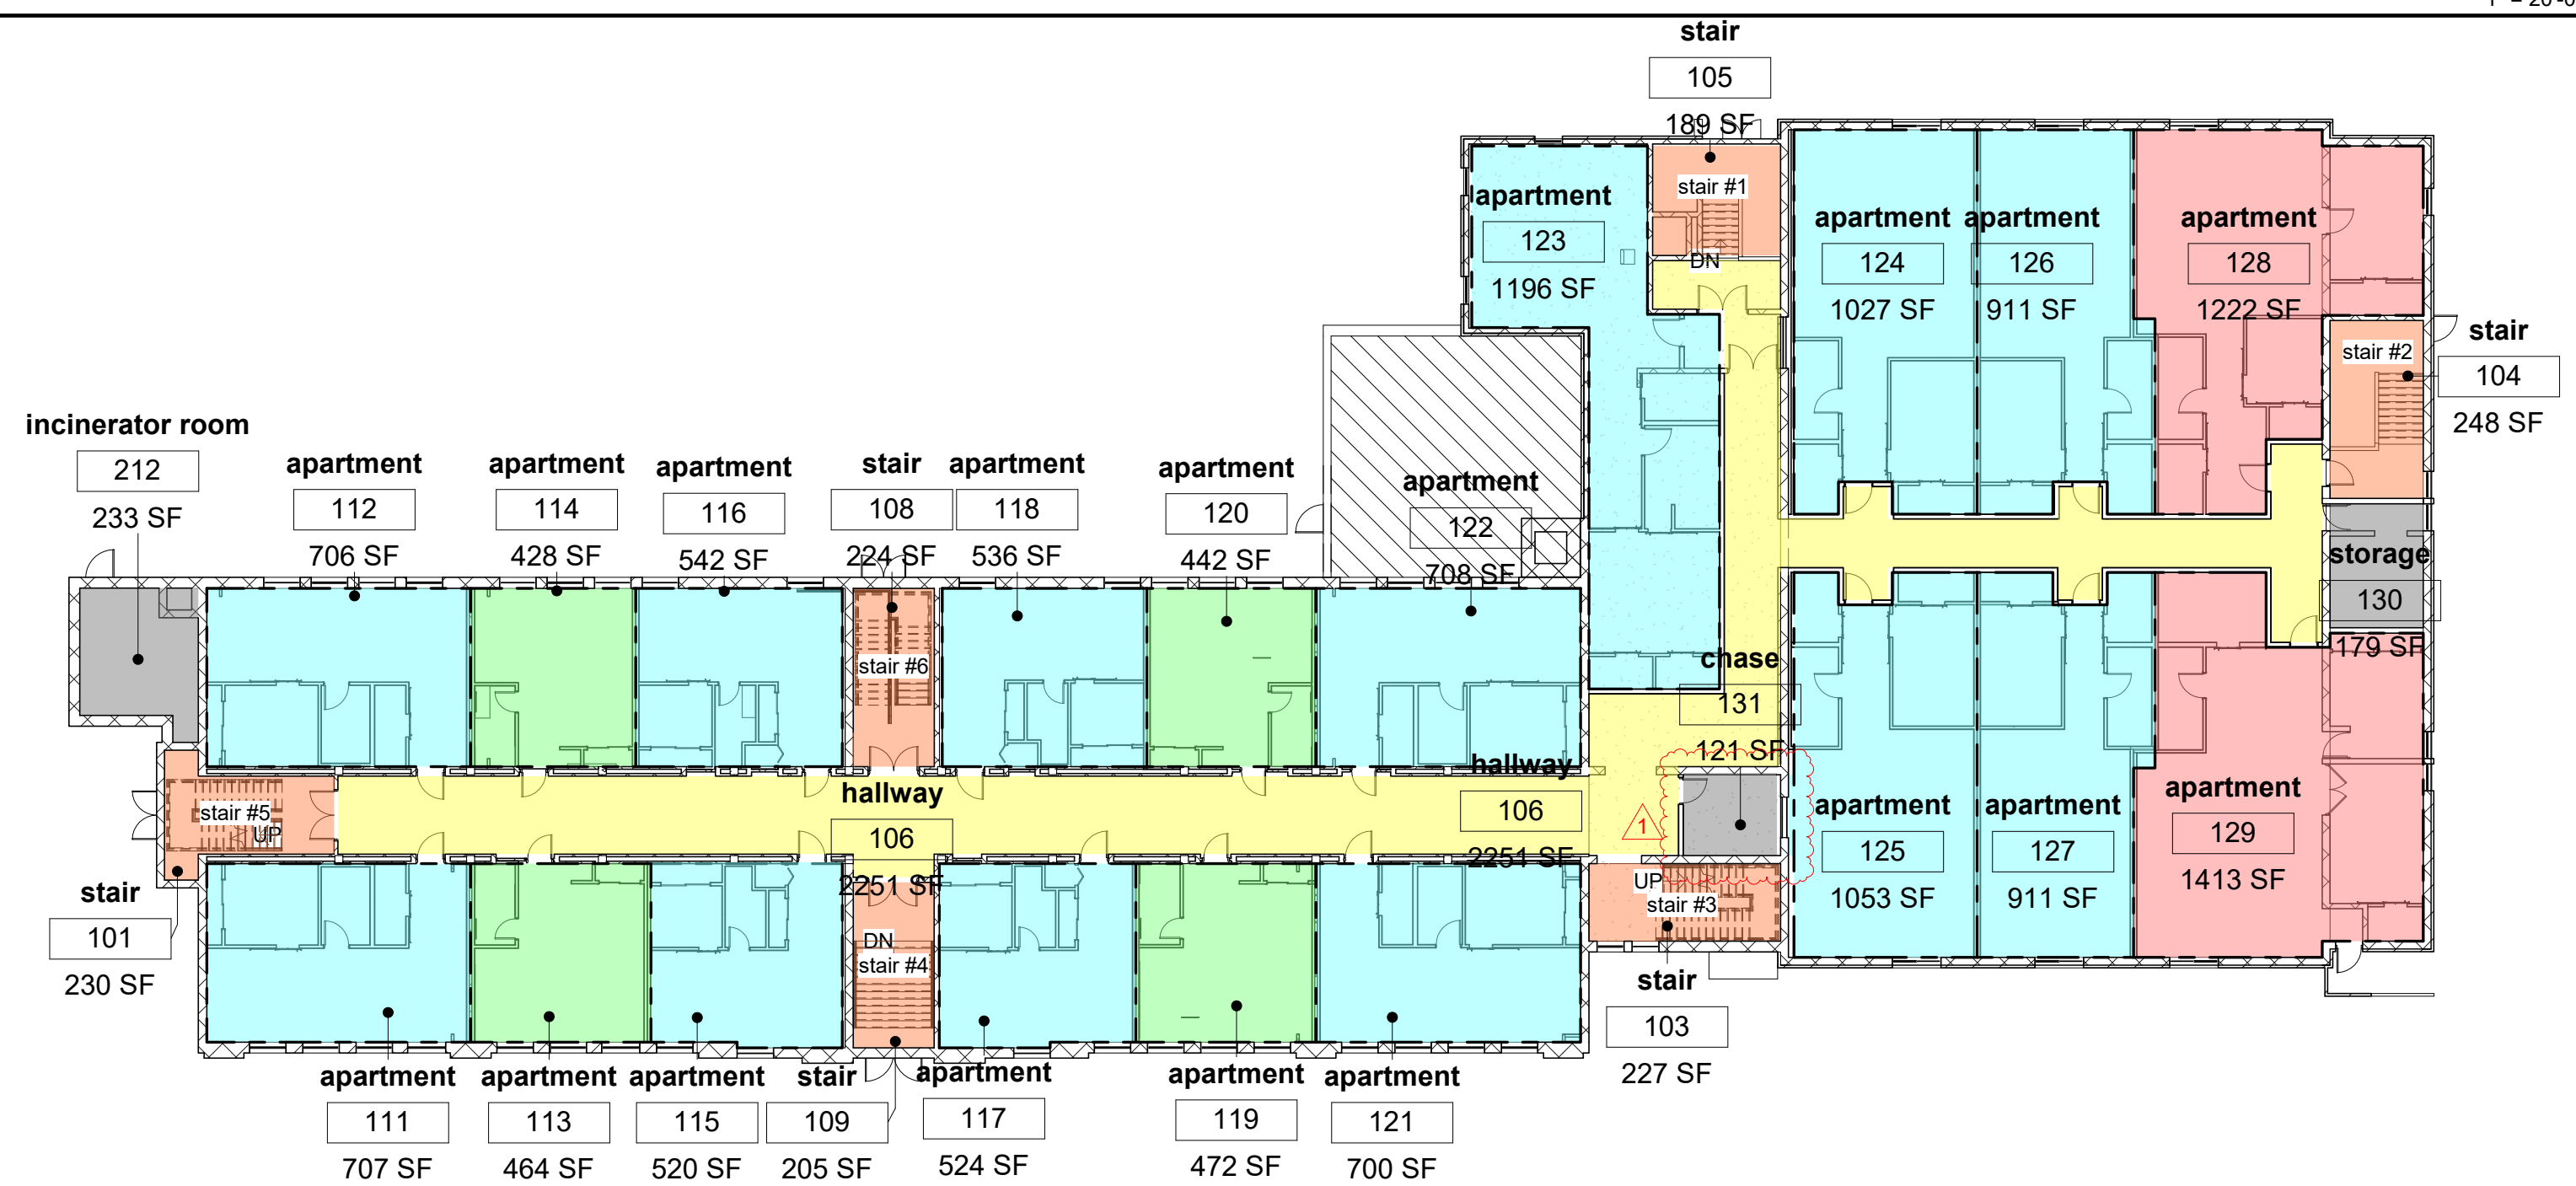 stair
105
189 SF
stair #1
DN
apartment
123
1196 SF
apartment
124
1027 SF
apartment
126
911 SF
apartment
128
1222 SF
stair #2
stair
104
248 SF
incinerator room
212
233 SF
apartment
112
706 SF
apartment
114
428 SF
apartment
116
542 SF
stair
108
224 SF
apartment
118
536 SF
apartment
120
442 SF
apartment
122
708 SF
storage
130
179 SF
stair #6
chase
131
121 SF
stair #5
UP
hallway
106
2251 SF
hallway
106
2251 SF
1
apartment
125
1053 SF
apartment
127
911 SF
apartment
129
1413 SF
UP
stair #3
DN
stair #4
stair
101
230 SF
stair
103
227 SF
apartment
111
707 SF
apartment
113
464 SF
apartment
115
520 SF
stair
109
205 SF
apartment
117
524 SF
apartment
119
472 SF
apartment
121
700 SF